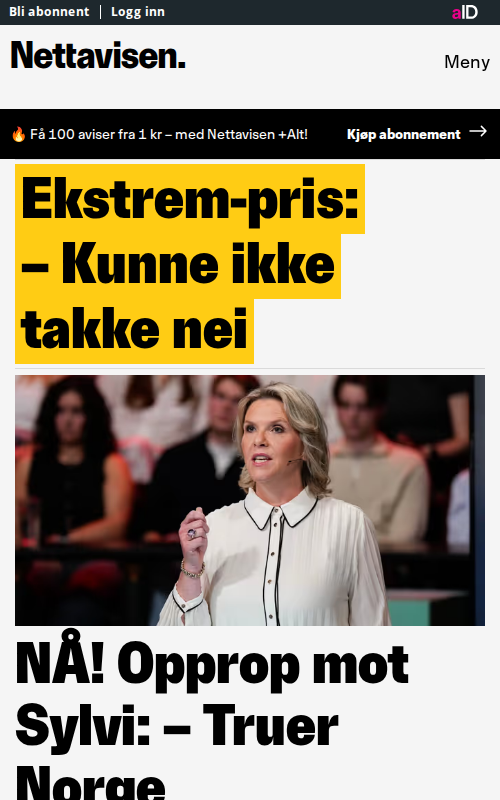 Bli abonnent | Logg inn
aID
Nettavisen.
Meny
🔥 Få 100 aviser fra 1 kr – med Nettavisen +Alt!
Kjøp abonnement →
Ekstrem-pris:
– Kunne ikke
takke nei
NÅ! Opprop mot
Sylvi: – Truer
Norge